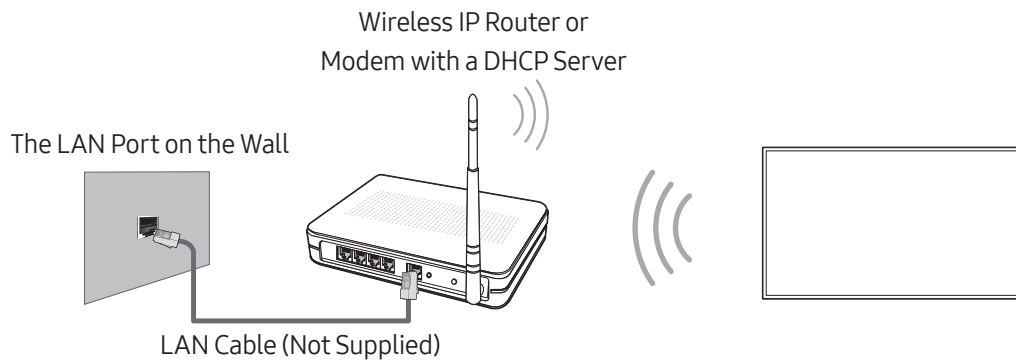 Wireless IP Router or
Modem with a DHCP Server
The LAN Port on the Wall
LAN Cable (Not Supplied)